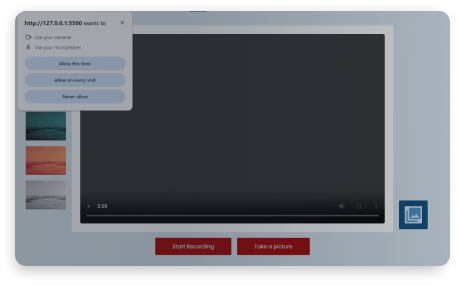 http://127.0.0.1:5500 wants to
Use your cameras
Use your microphones
Allow this time
Allow on every visit
Never allow
0:00
Start Recording
Take a picture